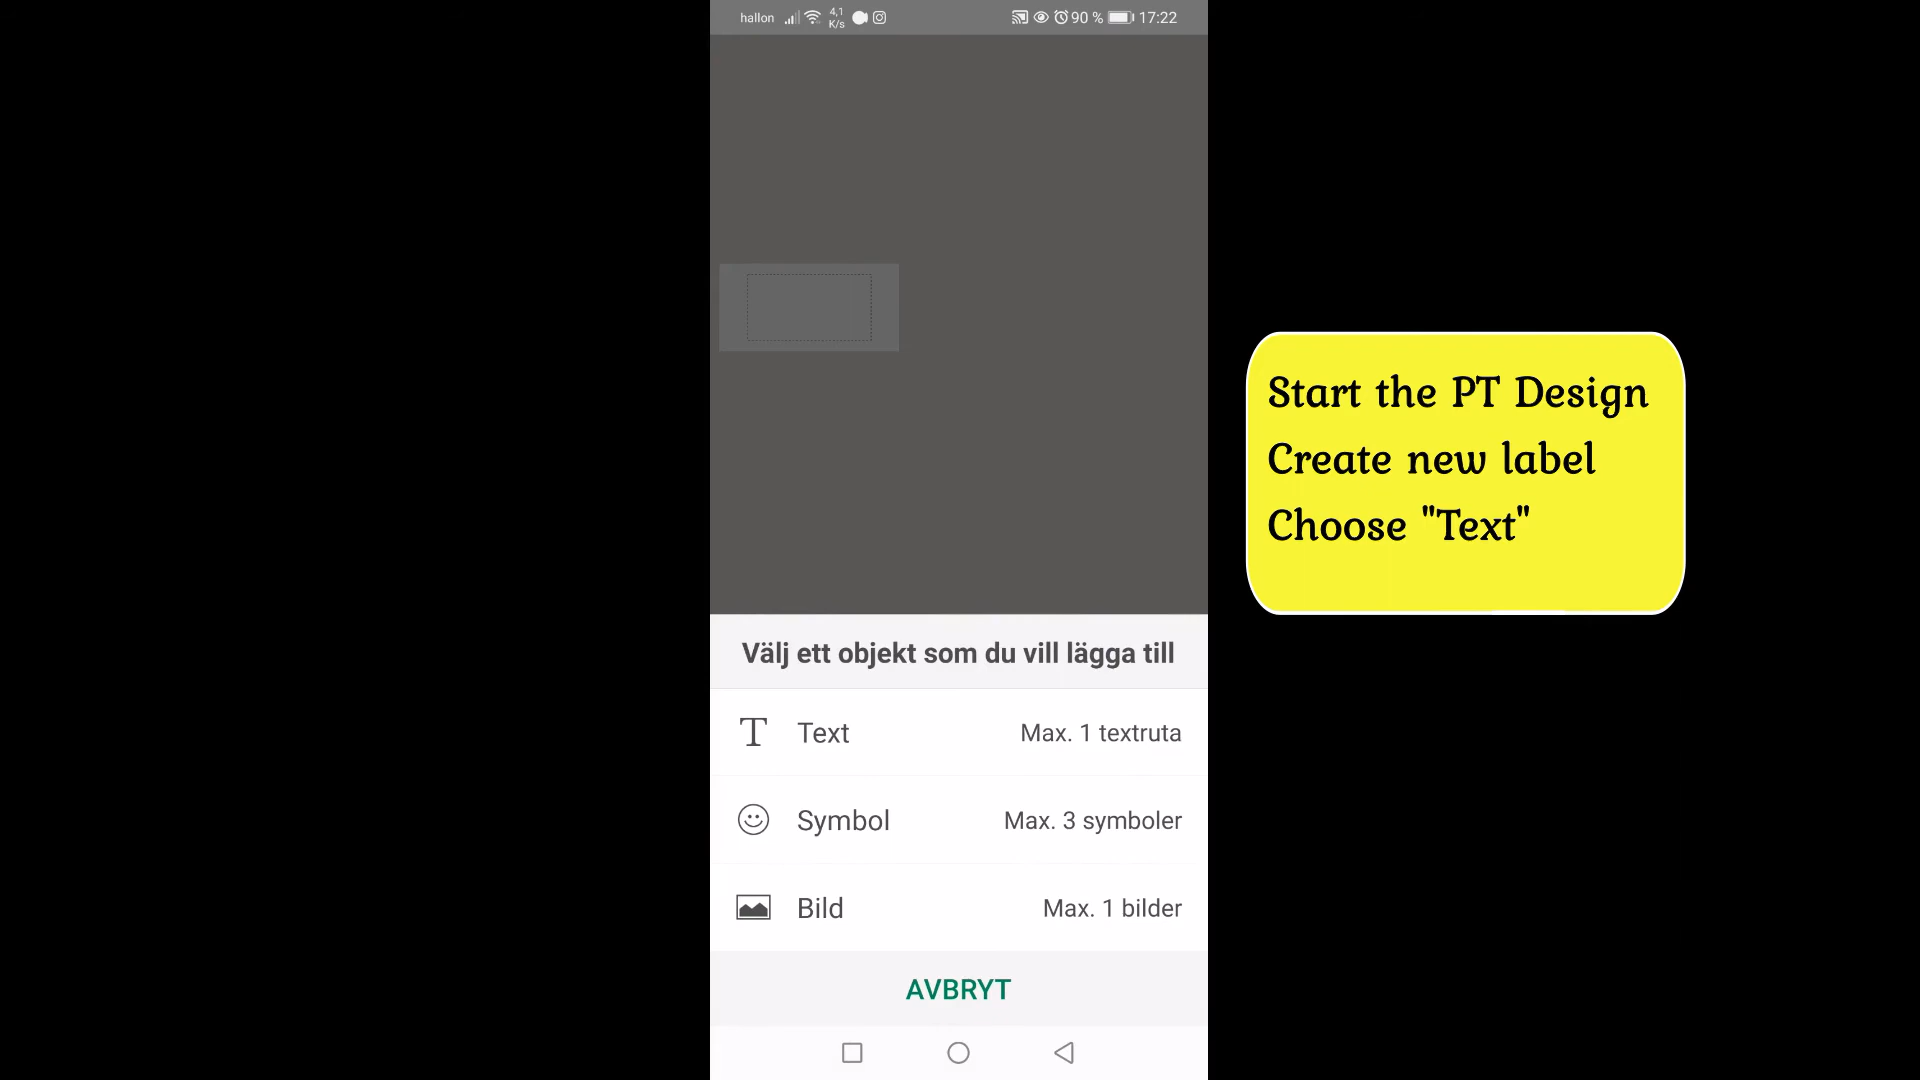 hallon 4,1 K/s 90 % 17:22
Start the PT Design
Create new label
Choose "Text"
Välj ett objekt som du vill lägga till
Text Max. 1 textruta
Symbol Max. 3 symboler
Bild Max. 1 bilder
AVBRYT